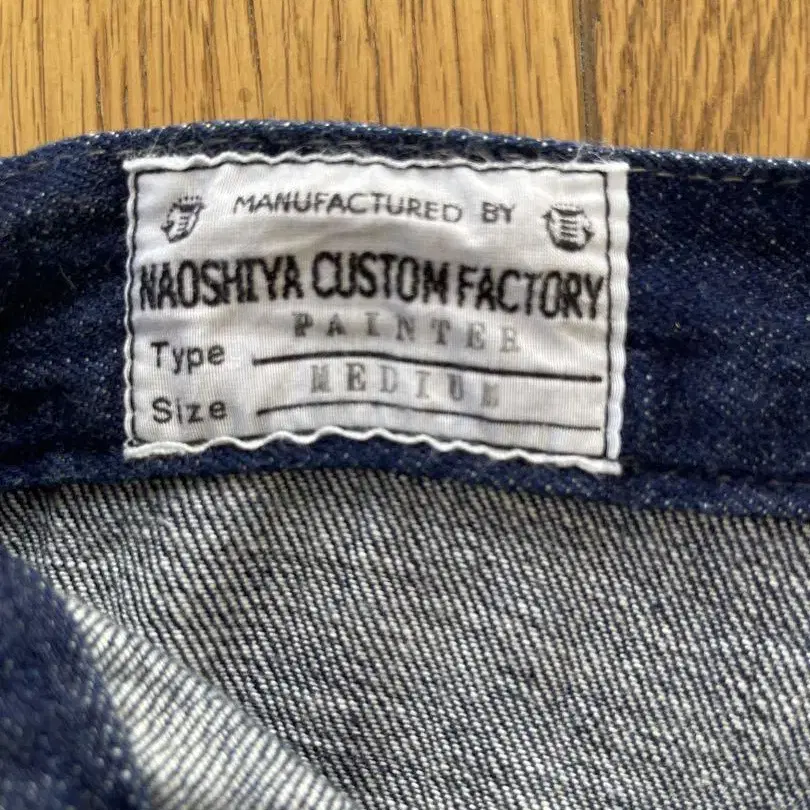 MANUFACTURED BY
NAOSHIYA CUSTOM FACTORY
Type PAINTER
Size MEDIUM